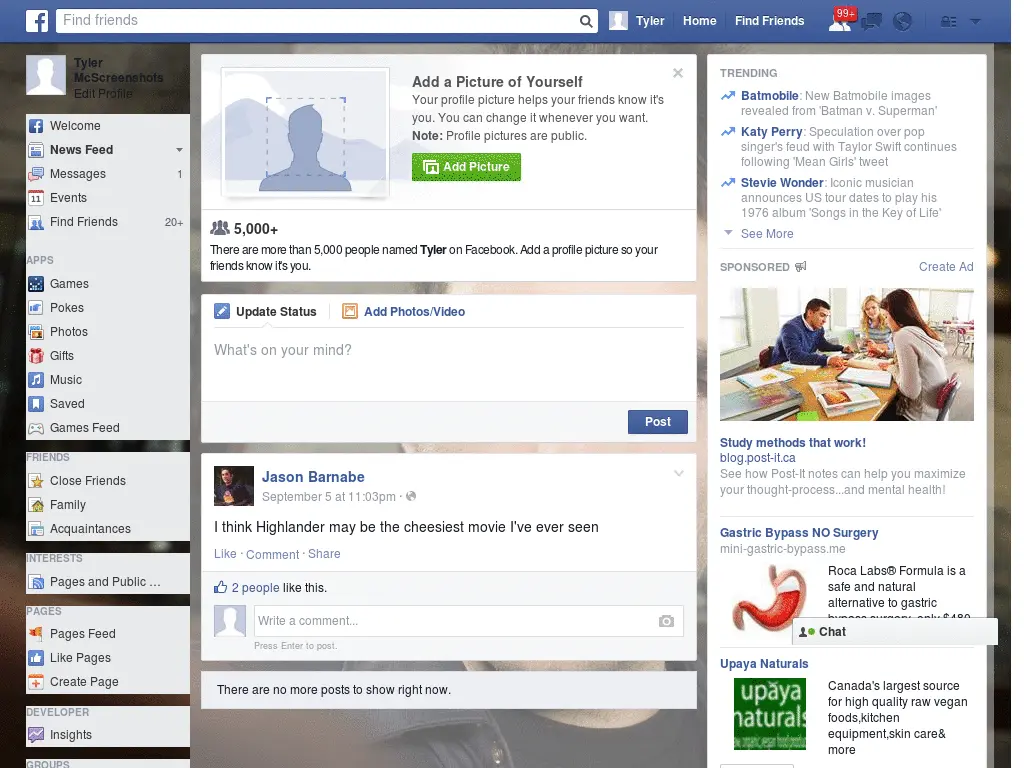 f
Find friends
Tyler
Home
Find Friends
99+
Tyler
McScreenshots
Edit Profile
Welcome
News Feed
Messages
1
11
Events
Find Friends
20+
APPS
Games
Pokes
Photos
Gifts
Music
Saved
Games Feed
FRIENDS
Close Friends
Family
Acquaintances
INTERESTS
Pages and Public ...
PAGES
Pages Feed
Like Pages
Create Page
DEVELOPER
Insights
GROUPS
Add a Picture of Yourself
Your profile picture helps your friends know it's
you. You can change it whenever you want.
Note: Profile pictures are public.
Add Picture
5,000+
There are more than 5,000 people named Tyler on Facebook. Add a profile picture so your
friends know it's you.
Update Status
Add Photos/Video
What's on your mind?
Post
Jason Barnabe
September 5 at 11:03pm ·
I think Highlander may be the cheesiest movie I've ever seen
Like · Comment · Share
2 people like this.
Write a comment...
Press Enter to post.
There are no more posts to show right now.
TRENDING
Batmobile: New Batmobile images
revealed from 'Batman v. Superman'
Katy Perry: Speculation over pop
singer's feud with Taylor Swift continues
following 'Mean Girls' tweet
Stevie Wonder: Iconic musician
announces US tour dates to play his
1976 album 'Songs in the Key of Life'
See More
SPONSORED
Create Ad
Study methods that work!
blog.post-it.ca
See how Post-It notes can help you maximize
your thought-process...and mental health!
Gastric Bypass NO Surgery
mini-gastric-bypass.me
Roca Labs® Formula is a
safe and natural
alternative to gastric
bypass surgery, only $480
Chat
Upaya Naturals
upāya
naturals
Canada's largest source
for high quality raw vegan
foods,kitchen
equipment,skin care&
more